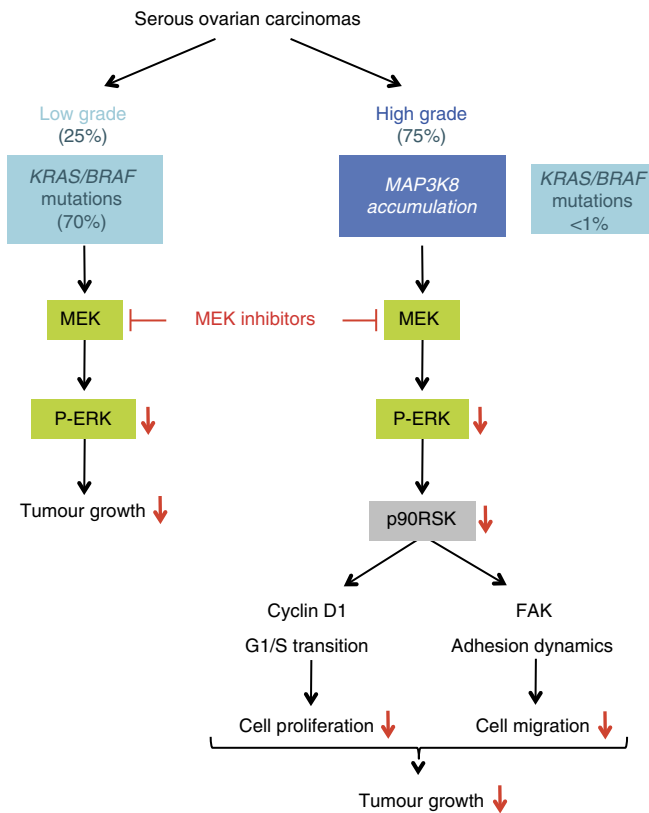 Serous ovarian carcinomas
Low grade
(25%)
KRAS/BRAF
mutations
(70%)
High grade
(75%)
MAP3K8
accumulation
KRAS/BRAF
mutations
<1%
MEK
MEK inhibitors
MEK
P-ERK
P-ERK
Tumour growth
p90RSK
Cyclin D1
G1/S transition
FAK
Adhesion dynamics
Cell proliferation
Cell migration
Tumour growth